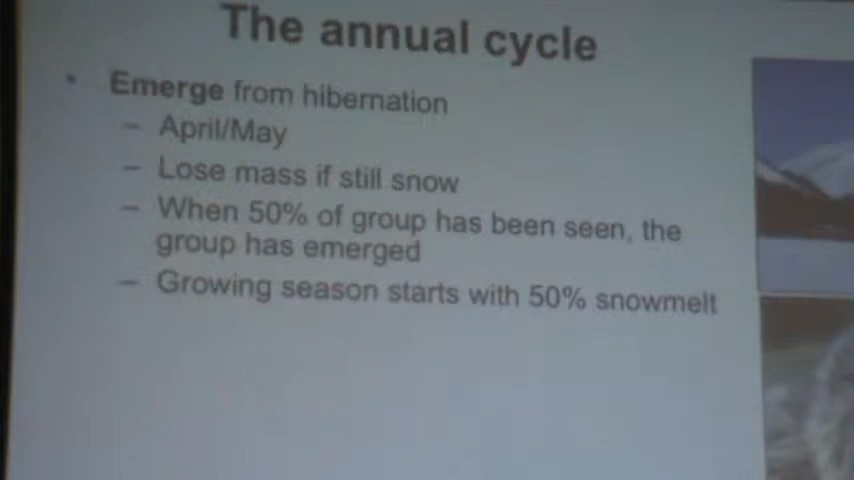 The annual cycle
• Emerge from hibernation
– April/May
– Lose mass if still snow
– When 50% of group has been seen, the
group has emerged
– Growing season starts with 50% snowmelt